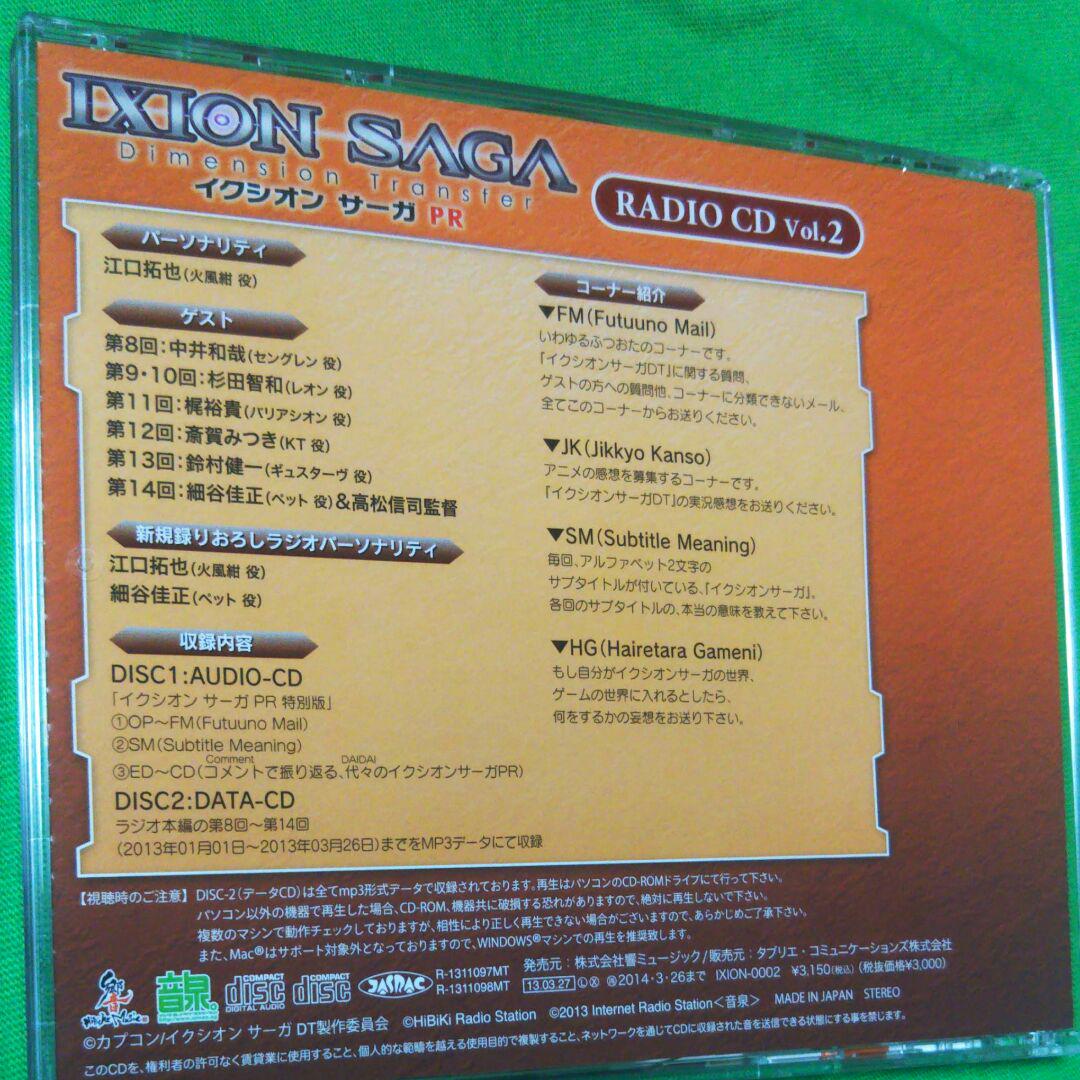 IXION SAGA
Dimension Transfer
イクシオン サーガ PR
RADIO CD Vol.2
パーソナリティ
江口拓也(火風紺 役)
ゲスト
第8回:中井和哉(セングレン 役)
第9・10回:杉田智和(レオン 役)
第11回:梶裕貴(バリアシオン 役)
第12回:斎賀みつき(KT 役)
第13回:鈴村健一(ギュスターヴ 役)
第14回:細谷佳正(ペット 役)&高松信司監督
新規録りおろしラジオパーソナリティ
江口拓也(火風紺 役)
細谷佳正(ペット 役)
収録内容
DISC1:AUDIO-CD
「イクシオン サーガ PR 特別版」
①OP~FM(Futuuno Mail)
②SM(Subtitle Meaning)
Comment DAIDAI
③ED~CD(コメントで振り返る、代々のイクシオンサーガPR)
DISC2:DATA-CD
ラジオ本編の第8回~第14回
(2013年01月01日~2013年03月26日)までをMP3データにて収録
コーナー紹介
▼FM(Futuuno Mail)
いわゆるふつおたのコーナーです。
「イクシオンサーガDT」に関する質問、
ゲストの方への質問他、コーナーに分類できないメール、
全てこのコーナーからお送りください。
▼JK(Jikkyo Kanso)
アニメの感想を募集するコーナーです。
「イクシオンサーガDT」の実況感想をお送りください。
▼SM(Subtitle Meaning)
毎回、アルファベット2文字の
サブタイトルが付いている、「イクシオンサーガ」。
各回のサブタイトルの、本当の意味を教えて下さい。
▼HG(Hairetara Gameni)
もし自分がイクシオンサーガの世界、
ゲームの世界に入れるとしたら、
何をするかの妄想をお送り下さい。
【視聴時のご注意】 DISC-2(データCD)は全てmp3形式データで収録されております。再生はパソコンのCD-ROMドライブにて行って下さい。
パソコン以外の機器で再生した場合、CD-ROM、機器共に破損する恐れがありますので、絶対に再生しないで下さい。
複数のマシンで動作チェックしておりますが、相性により正しく再生できない場合がございますので、あらかじめご了承下さい。
また、Mac®はサポート対象外となっておりますので、WINDOWS®マシンでの再生を推奨致します。
響 音泉 COMPACT disc DIGITAL AUDIO COMPACT disc JASRAC
R-1311097MT
R-1311098MT
発売元:株式会社響ミュージック/販売元:タブリエ・コミュニケーションズ株式会社
13.03.27 Ⓛ Ⓧ 再2014・3・26まで IXION-0002 ¥3,150(税込)(税抜価格¥3,000)
©カプコン/イクシオン サーガ DT製作委員会 ©HiBiKi Radio Station ©2013 Internet Radio Station<音泉> MADE IN JAPAN STEREO
このCDを、権利者の許可なく賃貸業に使用すること、個人的な範疇を越える使用目的で複製すること、ネットワークを通じてCDに収録された音を送信できる状態にする事を禁じます。